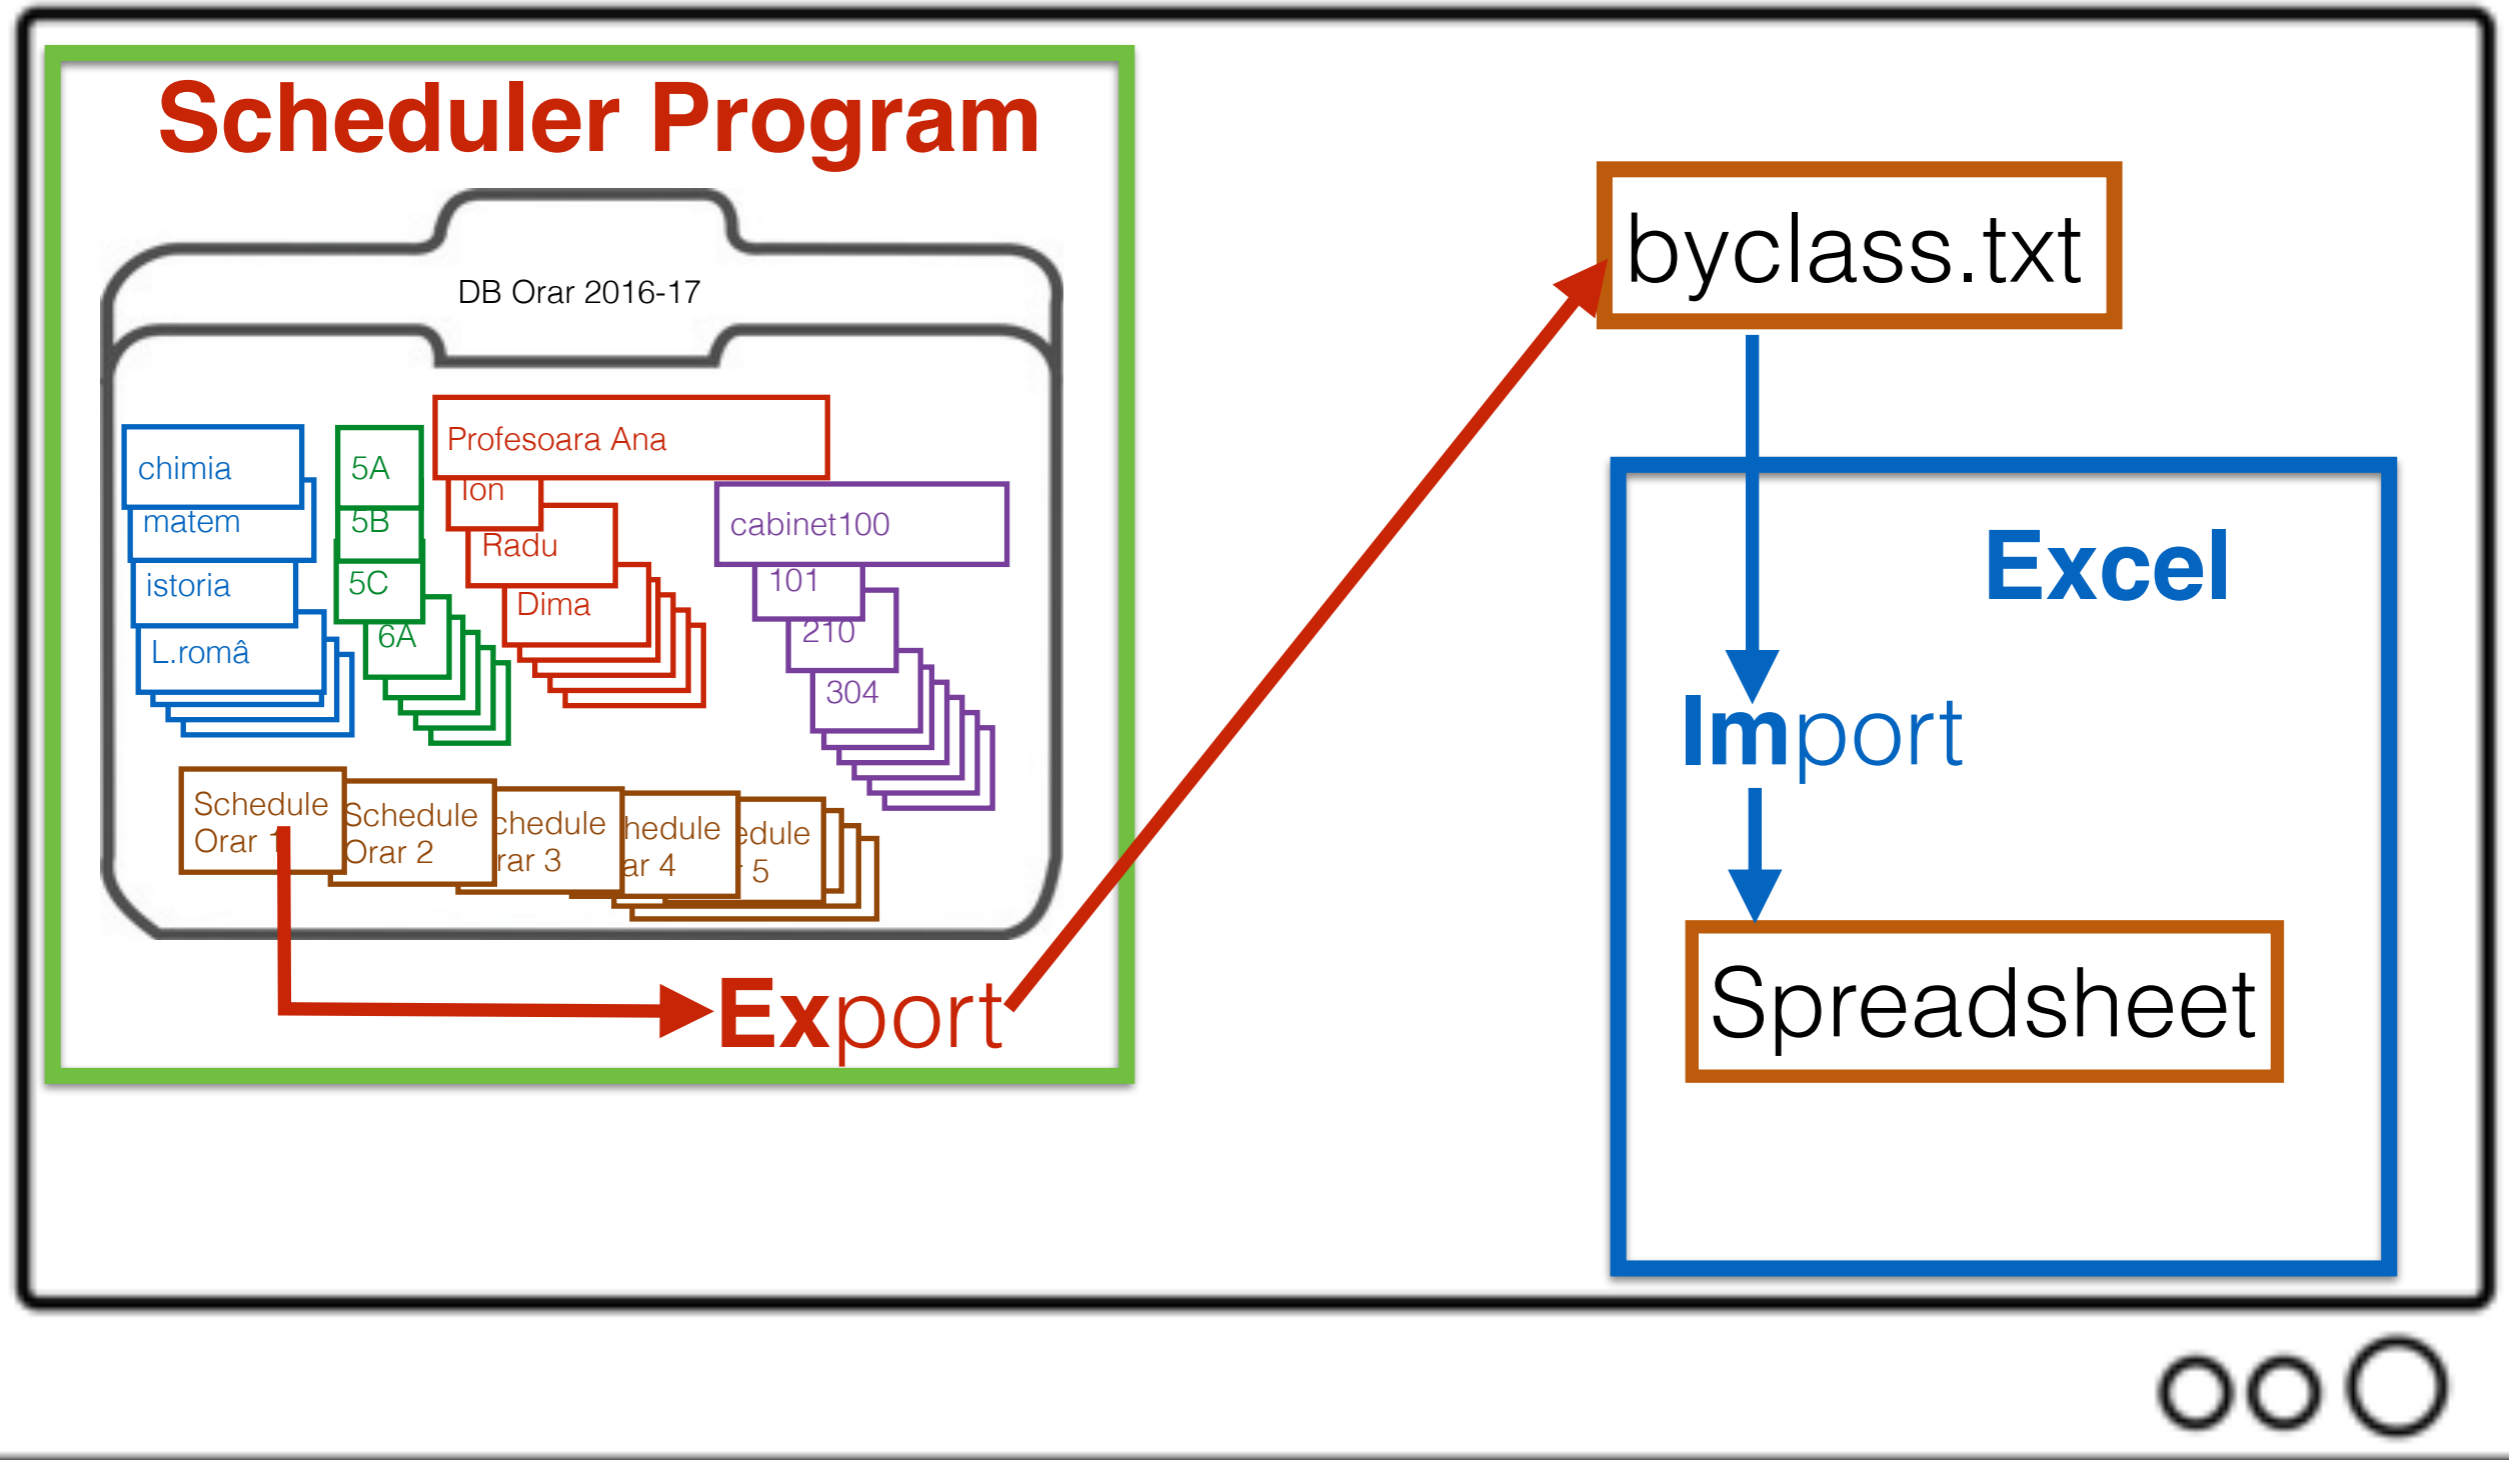 Scheduler Program
DB Orar 2016-17
chimia
matem
istoria
L.româ
5A
5B
5C
6A
Profesoara Ana
Ion
Radu
Dima
cabinet100
101
210
304
Schedule
Orar 1
Schedule
Orar 2
chedule
rar 3
hedule
ar 4
edule
5
Export
byclass.txt
Excel
Import
Spreadsheet